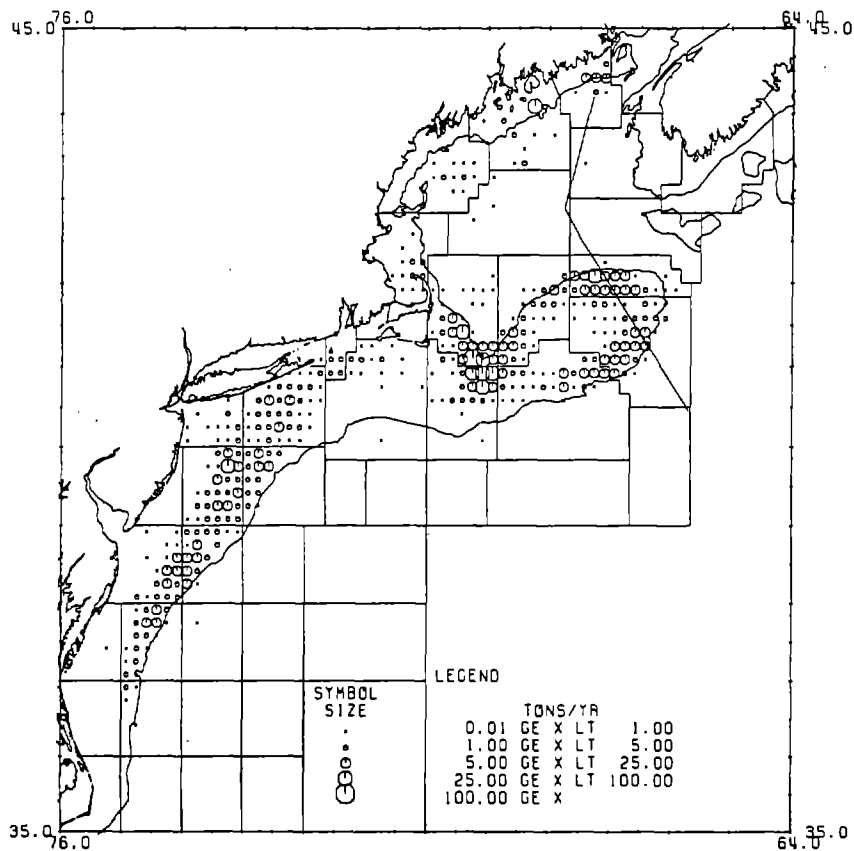 76.0 64.0
45.0 45.0
LEGEND
SYMBOL
SIZE
TONS/YR
0.01 GE X LT 1.00
1.00 GE X LT 5.00
5.00 GE X LT 25.00
25.00 GE X LT 100.00
100.00 GE X
35.0 35.0
76.0 64.0